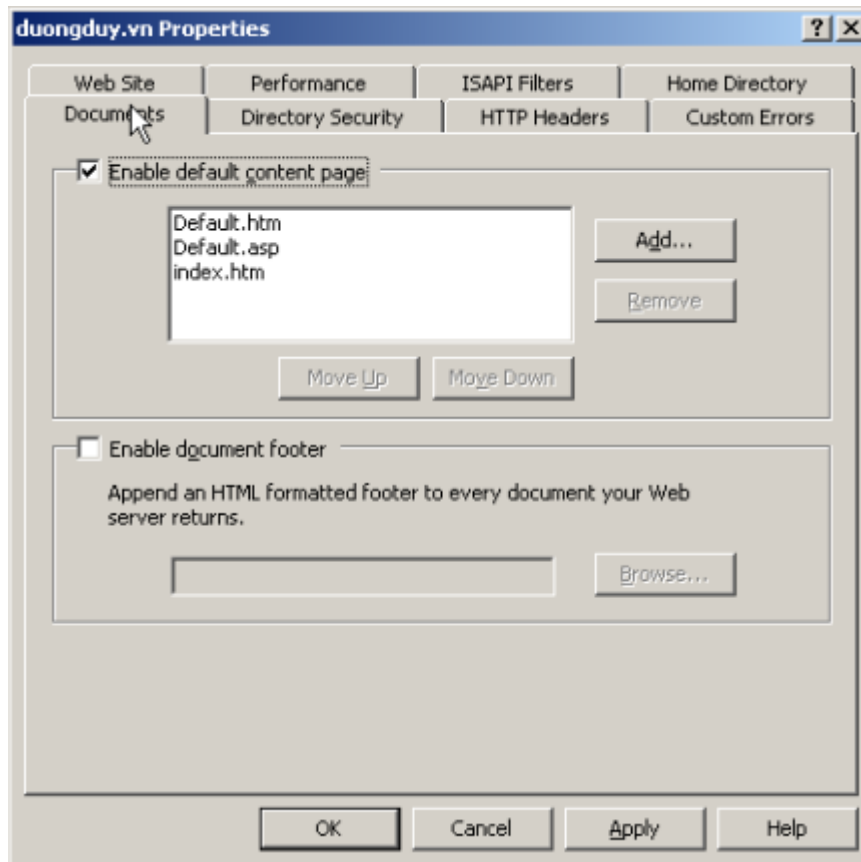 duongduy.vn Properties
Web Site Performance ISAPI Filters Home Directory
Documents Directory Security HTTP Headers Custom Errors
Enable default content page
Default.htm
Default.asp
index.htm
Add...
Remove
Move Up Move Down
Enable document footer
Append an HTML formatted footer to every document your Web
server returns.
Browse...
OK Cancel Apply Help